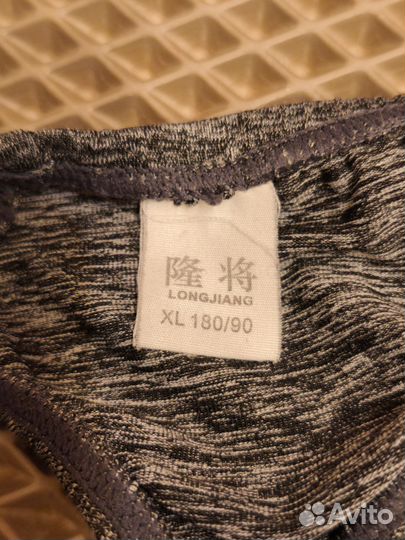 隆 将
LONGJIANG
XL 180/90
Avito